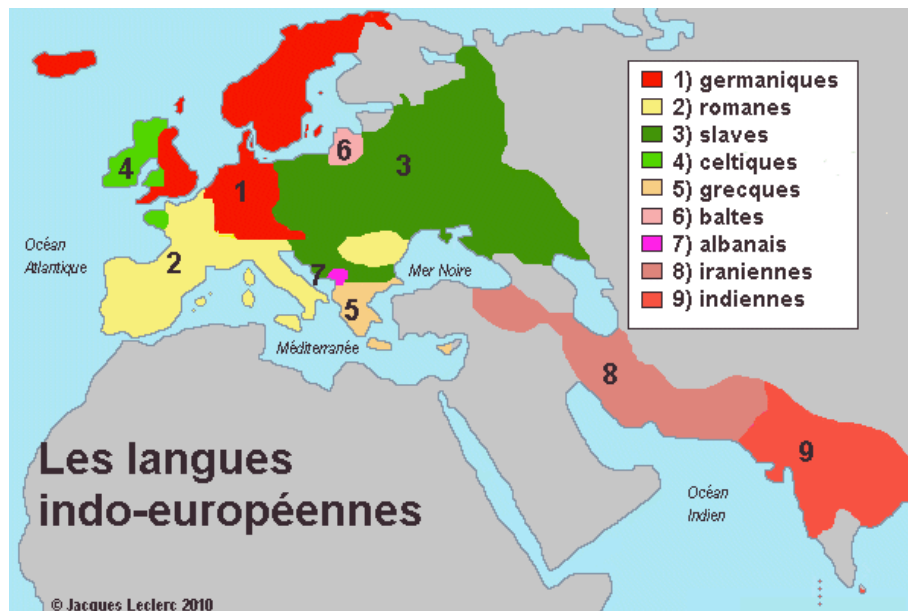 1) germaniques
2) romanes
3) slaves
4) celtiques
5) grecques
6) baltes
7) albanais
8) iraniennes
9) indiennes
6
3
4
1
Océan
Atlantique
2
7
Mer Noire
5
Méditerranée
8
9
Les langues
indo-européennes
Océan
Indien
© Jacques Leclerc 2010